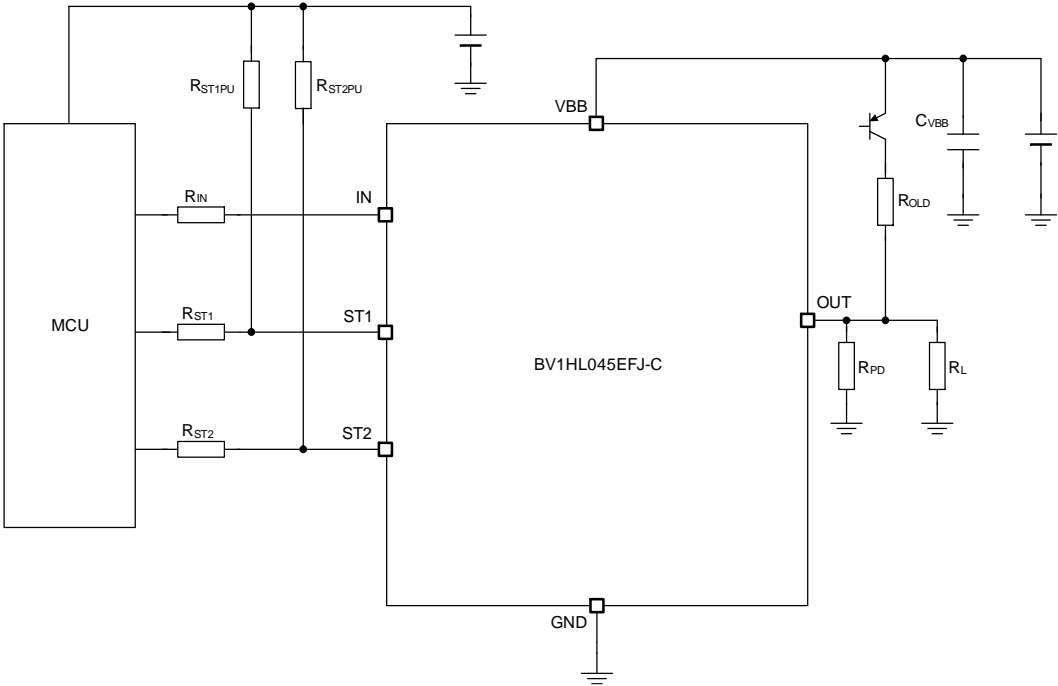 RST1PU
RST2PU
VBB
CVBB
RIN
IN
ROLD
RST1
ST1
OUT
MCU
BV1HL045EFJ-C
RPD
RL
RST2
ST2
GND